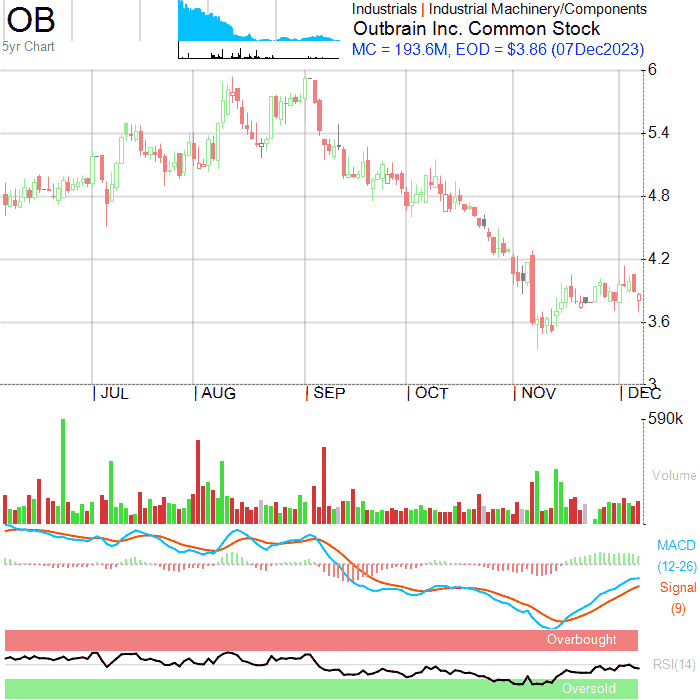 OB
5yr Chart
Industrials | Industrial Machinery/Components
Outbrain Inc. Common Stock
MC = 193.6M, EOD = $3.86 (07Dec2023)
6
5.4
4.8
4.2
3.6
3
JUL AUG SEP OCT NOV DEC
590k
Volume
MACD
(12-26)
Signal
(9)
Overbought
RSI(14)
Oversold